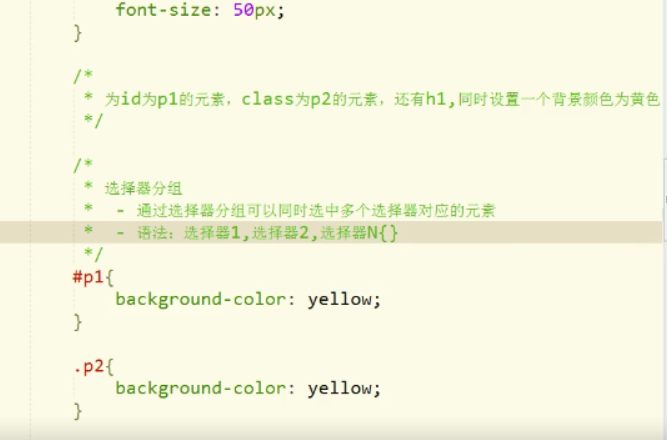 font-size: 50px;
}
/*
* 为id为p1的元素，class为p2的元素，还有h1,同时设置一个背景颜色为黄色
*/
/*
* 选择器分组
* - 通过选择器分组可以同时选中多个选择器对应的元素
* - 语法：选择器1,选择器2,选择器N{}
*/
#p1{
background-color: yellow;
}
.p2{
background-color: yellow;
}